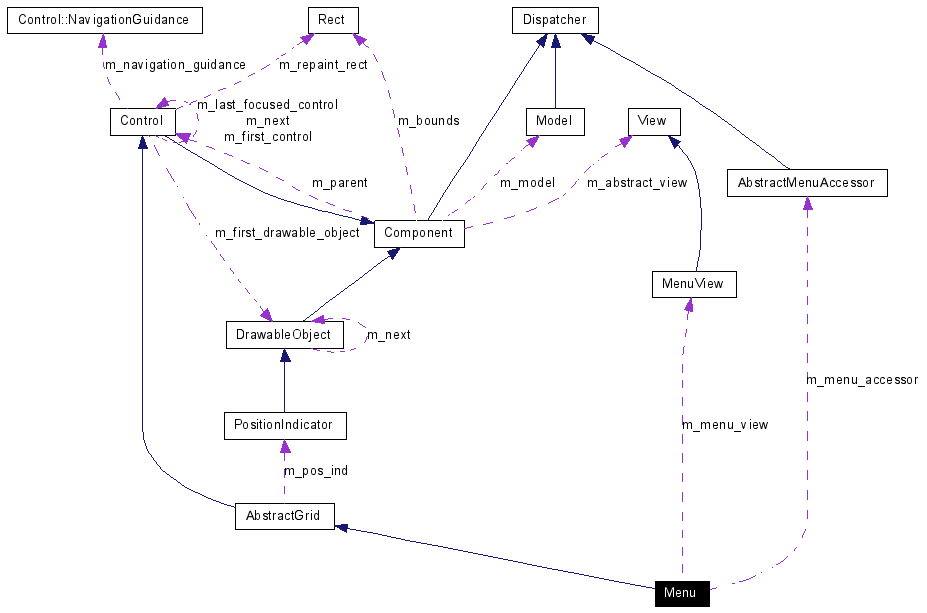 Control::NavigationGuidance
Rect
Dispatcher
m_navigation_guidance
m_repaint_rect
m_last_focused_control
m_next
m_first_control
Control
m_bounds
Model
View
m_parent
m_model
m_abstract_view
AbstractMenuAccessor
m_first_drawable_object
Component
MenuView
DrawableObject
m_next
m_menu_accessor
PositionIndicator
m_menu_view
m_pos_ind
AbstractGrid
Menu